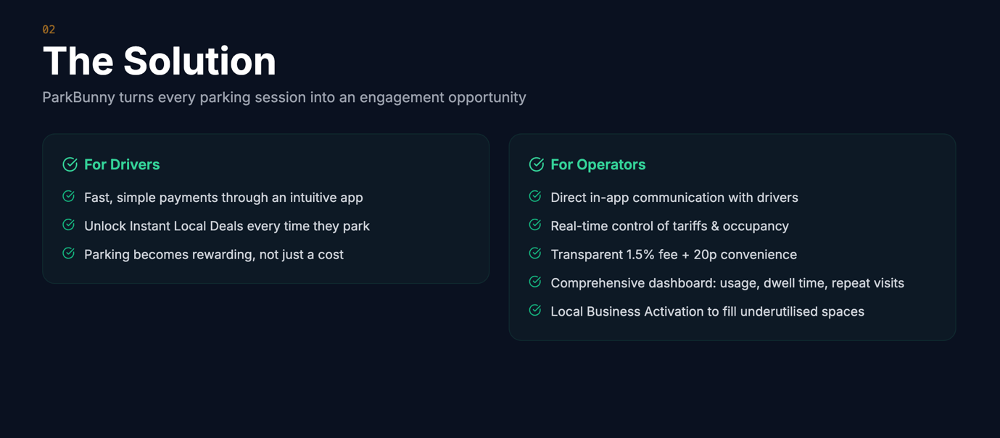 02
The Solution
ParkBunny turns every parking session into an engagement opportunity
For Drivers
Fast, simple payments through an intuitive app
Unlock Instant Local Deals every time they park
Parking becomes rewarding, not just a cost
For Operators
Direct in-app communication with drivers
Real-time control of tariffs & occupancy
Transparent 1.5% fee + 20p convenience
Comprehensive dashboard: usage, dwell time, repeat visits
Local Business Activation to fill underutilised spaces